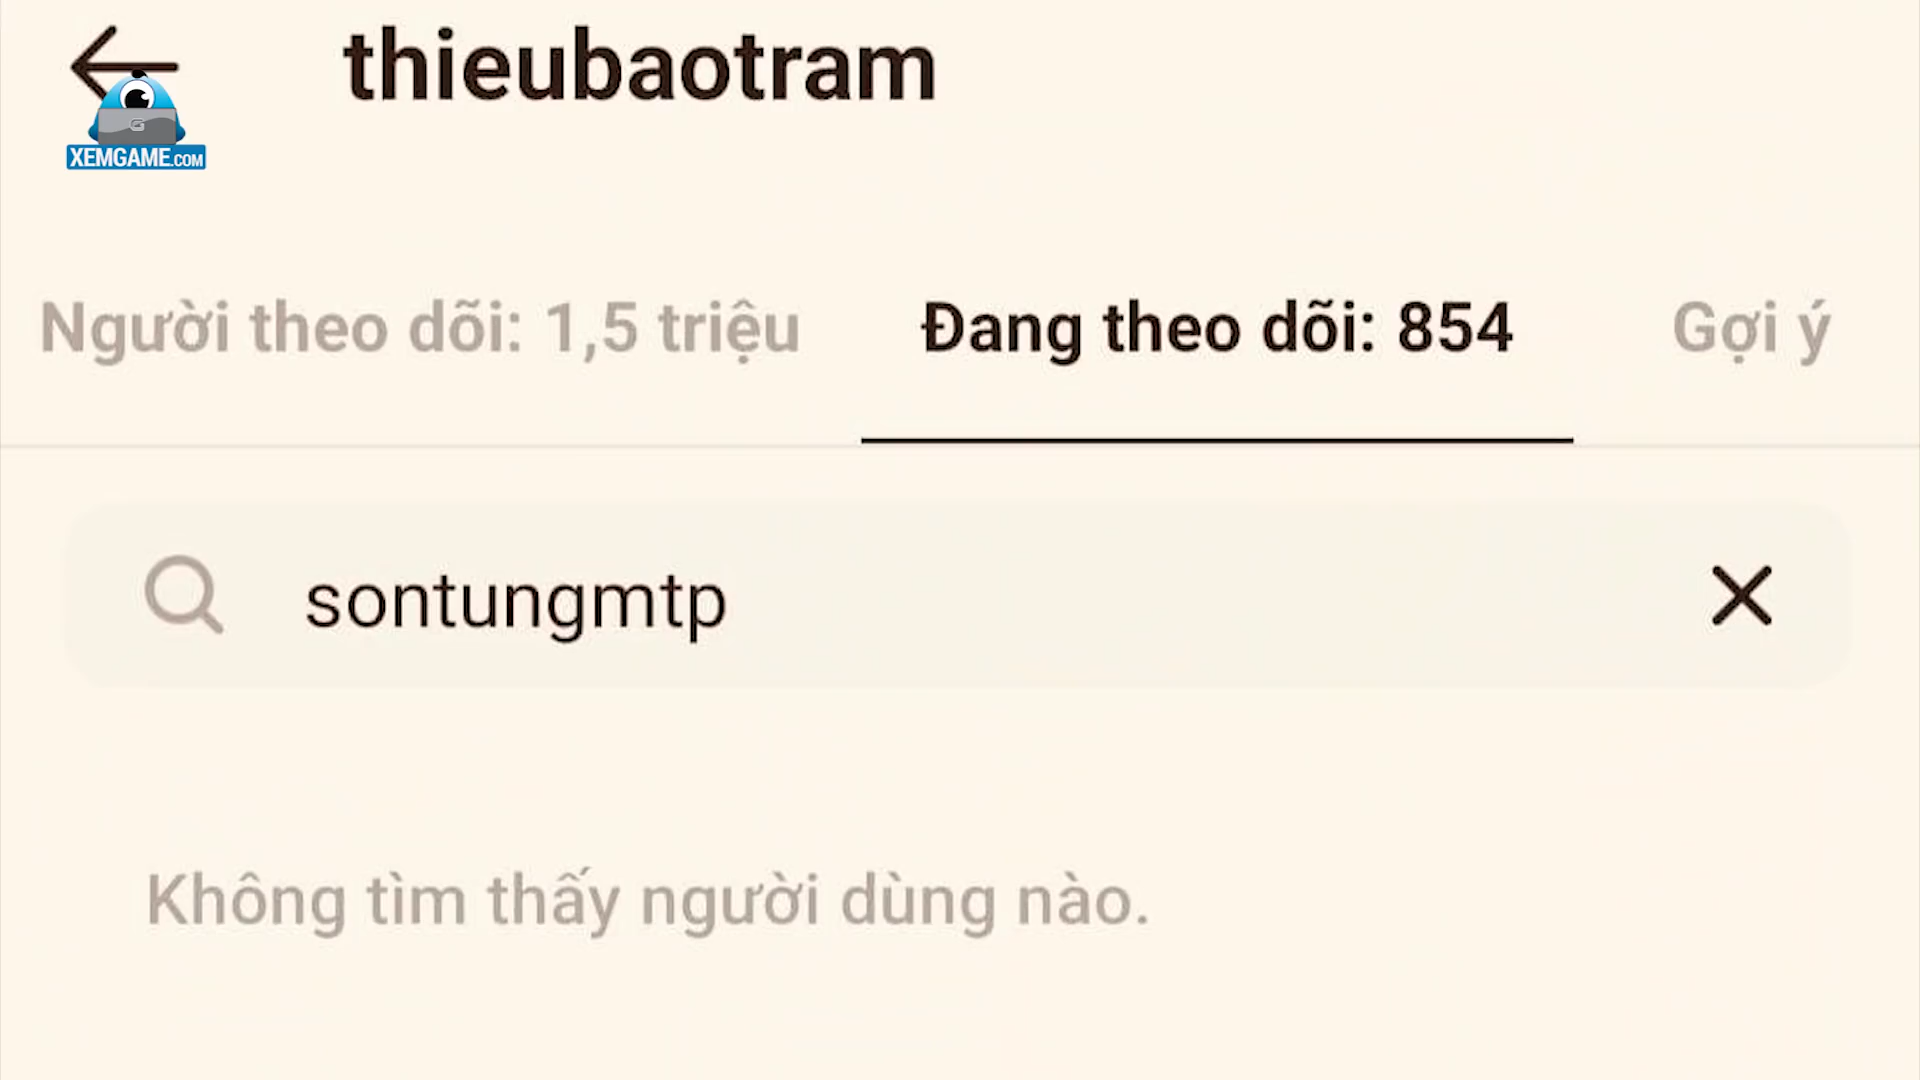 thieubaotram
G
XEMGAME.COM
Người theo dõi: 1,5 triệu
Đang theo dõi: 854
Gợi ý
sontungmtp
Không tìm thấy người dùng nào.